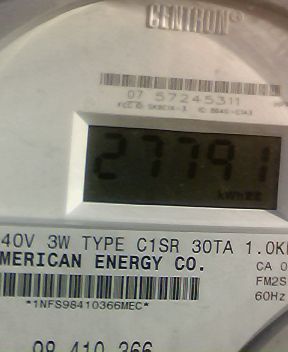 CENTRON®
07 57245311
27791
40V 3W TYPE C1SR 30TA 1.0K
MERICAN ENERGY CO.
CA 0
FM2S
60Hz
*1NFS98410366MEC*
98 410 366